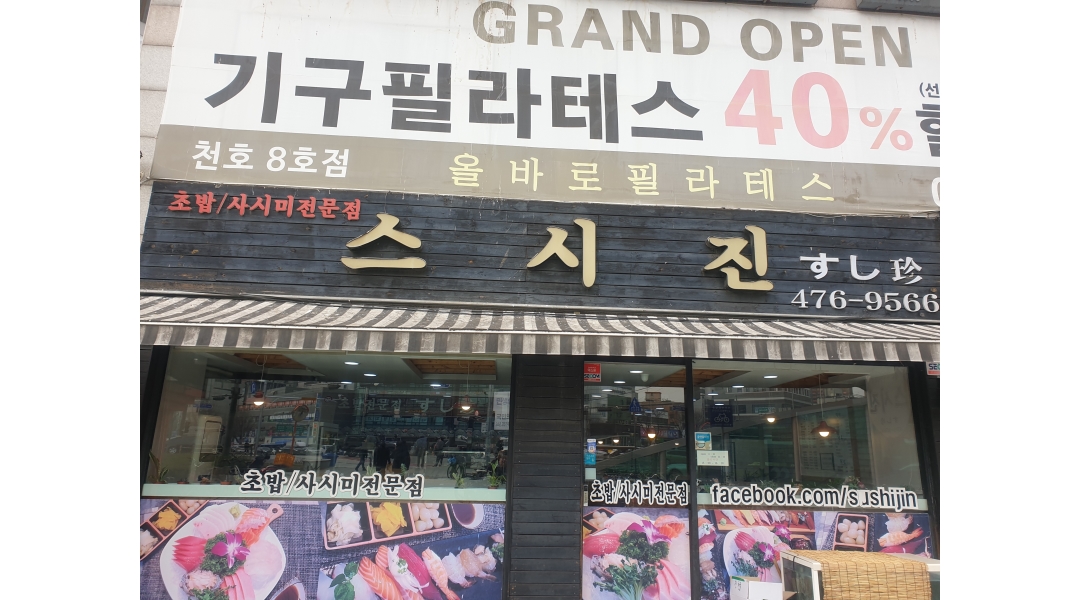 GRAND OPEN
기구필라테스 40%
천호 8호점 올바로필라테스
초밥/사시미전문점
스시진 すし珍
476-9566
초밥/사시미전문점
초밥/사시미전문점
facebook.com/sushijin